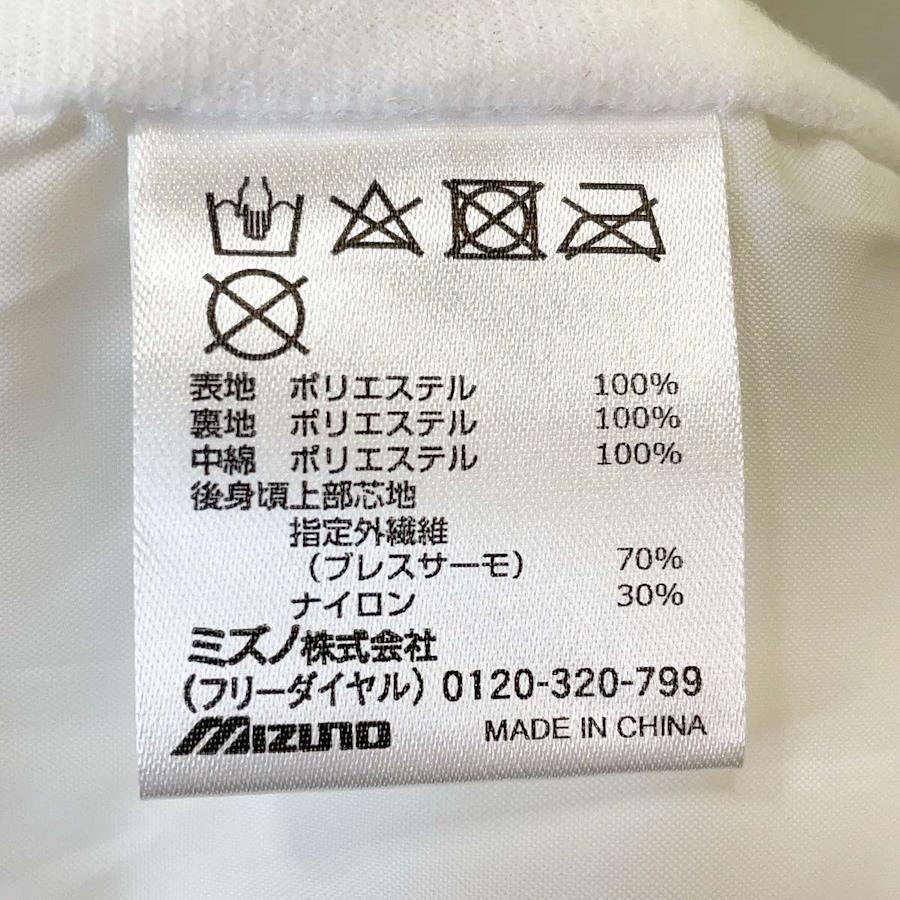 表地 ポリエステル 100%
裏地 ポリエステル 100%
中綿 ポリエステル 100%
後身頃上部芯地
指定外繊維
（ブレスサーモ） 70%
ナイロン 30%
ミズノ株式会社
（フリーダイヤル）0120-320-799
MIZUNO MADE IN CHINA